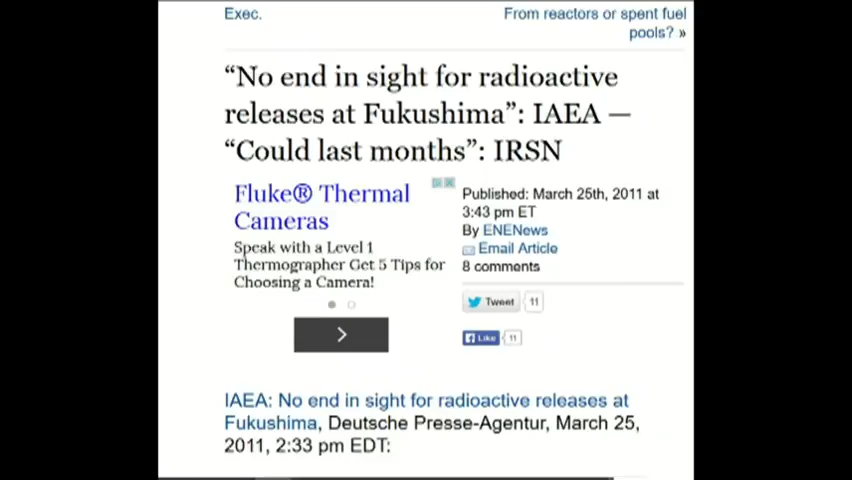 Exec.
From reactors or spent fuel
pools? »
“No end in sight for radioactive
releases at Fukushima”: IAEA —
“Could last months”: IRSN
Fluke® Thermal
Cameras
Speak with a Level 1
Thermographer Get 5 Tips for
Choosing a Camera!
Published: March 25th, 2011 at
3:43 pm ET
By ENENews
Email Article
8 comments
Tweet 11
Like 11
IAEA: No end in sight for radioactive releases at
Fukushima, Deutsche Presse-Agentur, March 25,
2011, 2:33 pm EDT: